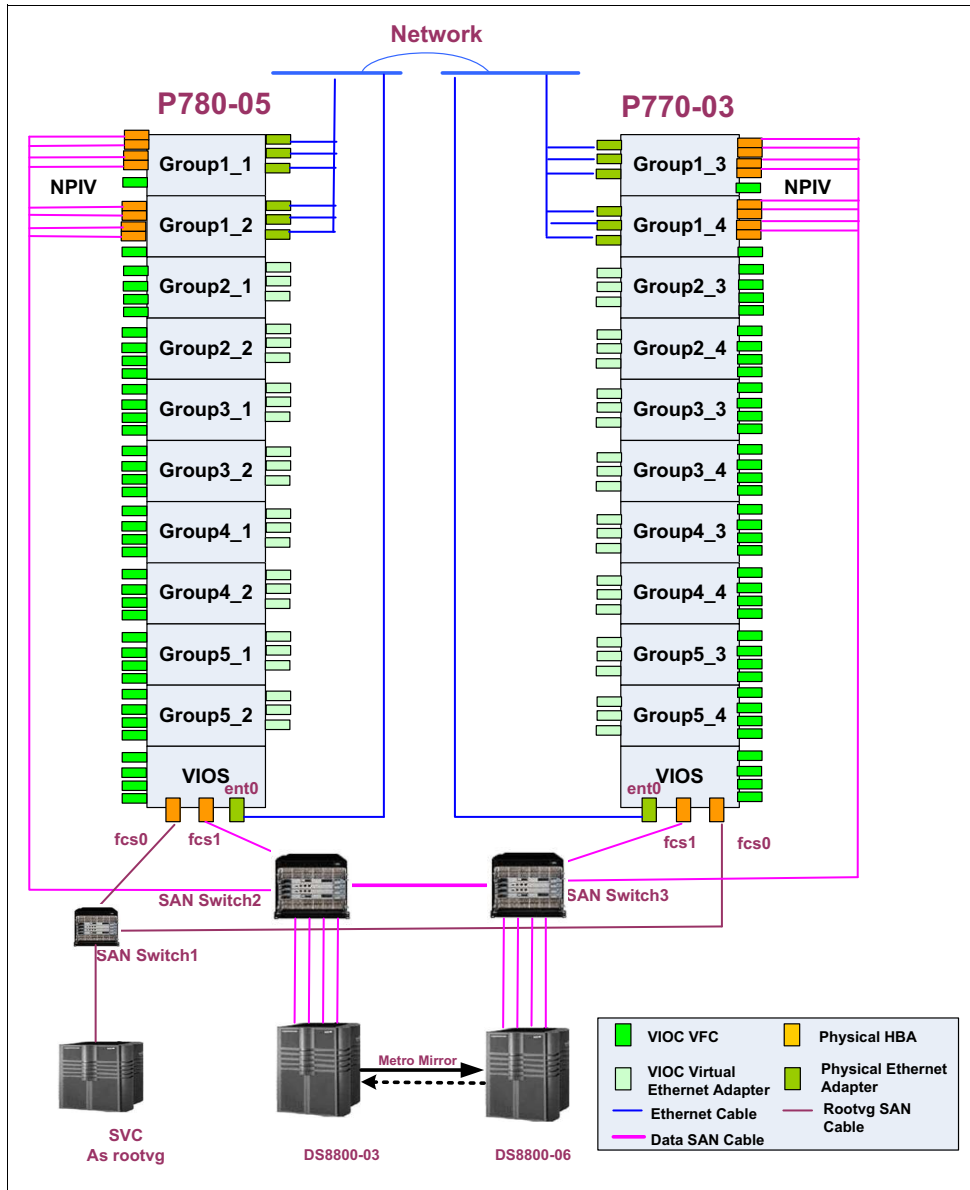 Network
P780-05
P770-03
NPIV
Group1_1
Group1_2
Group2_1
Group2_2
Group3_1
Group3_2
Group4_1
Group4_2
Group5_1
Group5_2
VIOS
ent0
fcs0
fcs1
Group1_3
Group1_4
NPIV
Group2_3
Group2_4
Group3_3
Group3_4
Group4_3
Group4_4
Group5_3
Group5_4
VIOS
ent0
fcs1
fcs0
SAN Switch2
SAN Switch3
SAN Switch1
Metro Mirror
SVC
As rootvg
DS8800-03
DS8800-06
VIOC VFC
Physical HBA
VIOC Virtual
Ethernet Adapter
Physical Ethernet
Adapter
Ethernet Cable
Rootvg SAN
Cable
Data SAN Cable